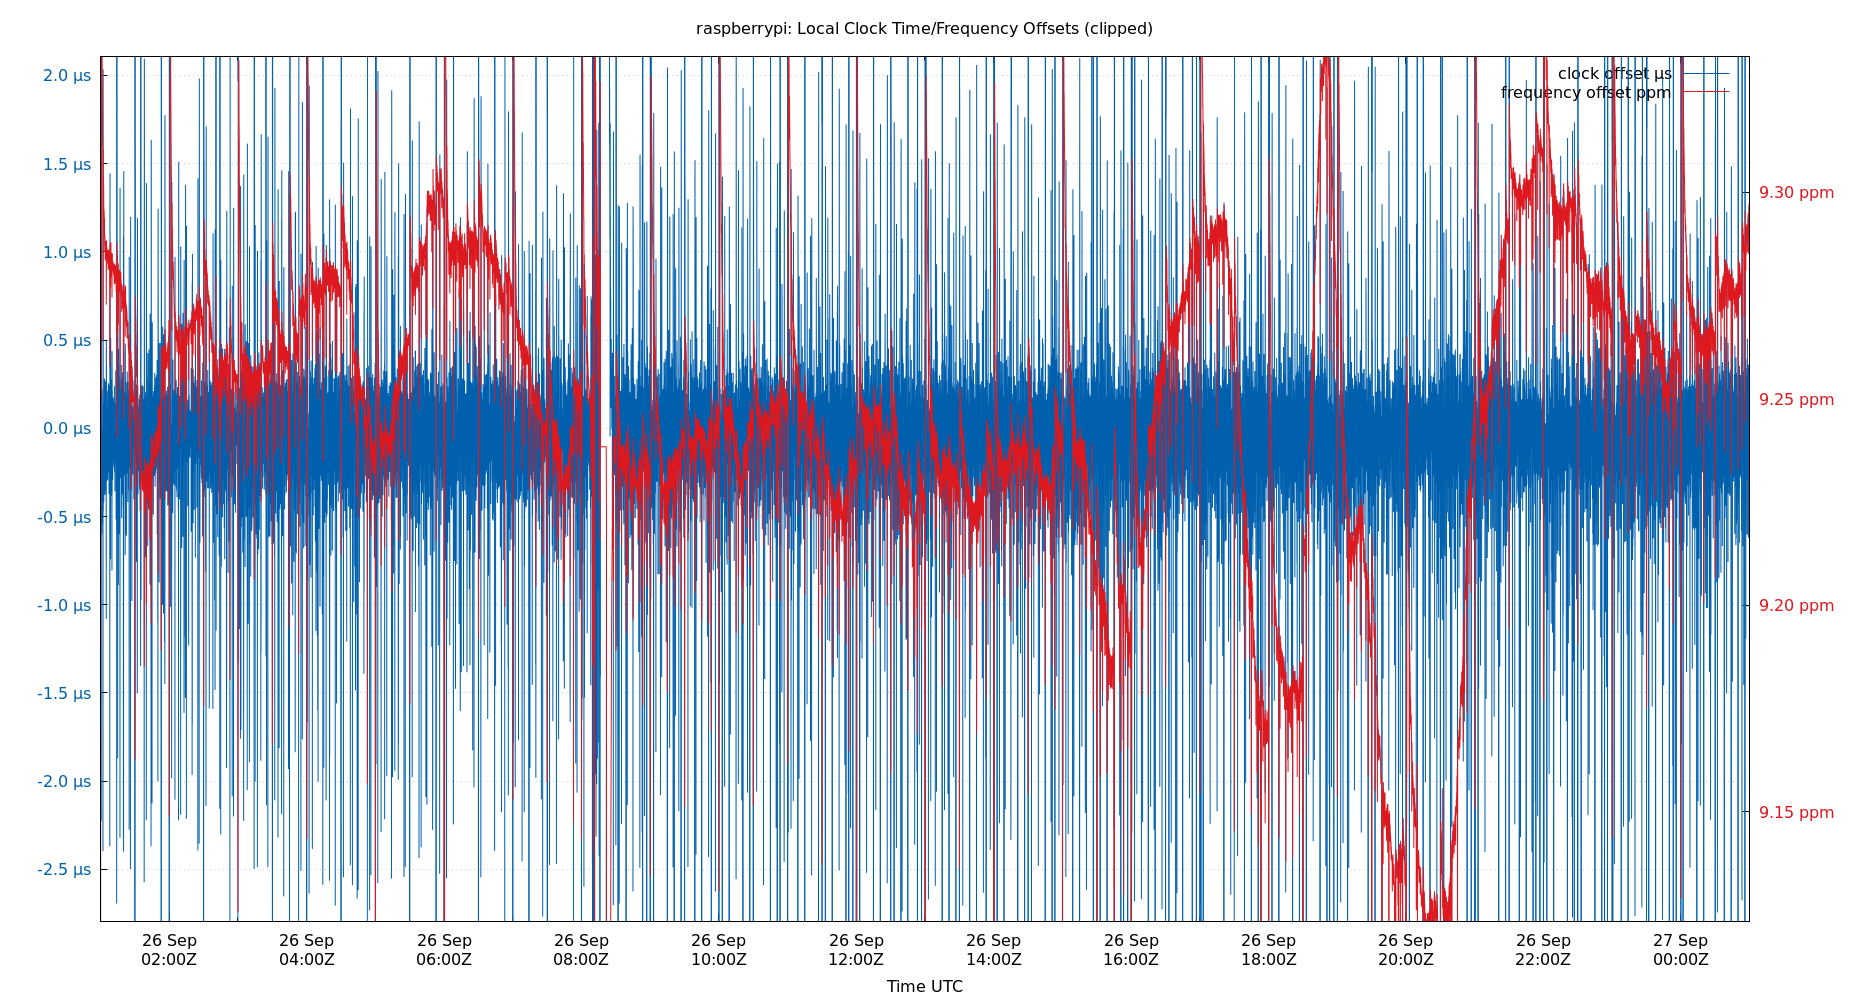 raspberrypi: Local Clock Time/Frequency Offsets (clipped)
2.0 µs
1.5 µs
1.0 µs
0.5 µs
0.0 µs
-0.5 µs
-1.0 µs
-1.5 µs
-2.0 µs
-2.5 µs
clock offset µs
frequency offset ppm
9.30 ppm
9.25 ppm
9.20 ppm
9.15 ppm
26 Sep 26 Sep 26 Sep 26 Sep 26 Sep 26 Sep 26 Sep 26 Sep 26 Sep 26 Sep 26 Sep 27 Sep
02:00Z 04:00Z 06:00Z 08:00Z 10:00Z 12:00Z 14:00Z 16:00Z 18:00Z 20:00Z 22:00Z 00:00Z
Time UTC